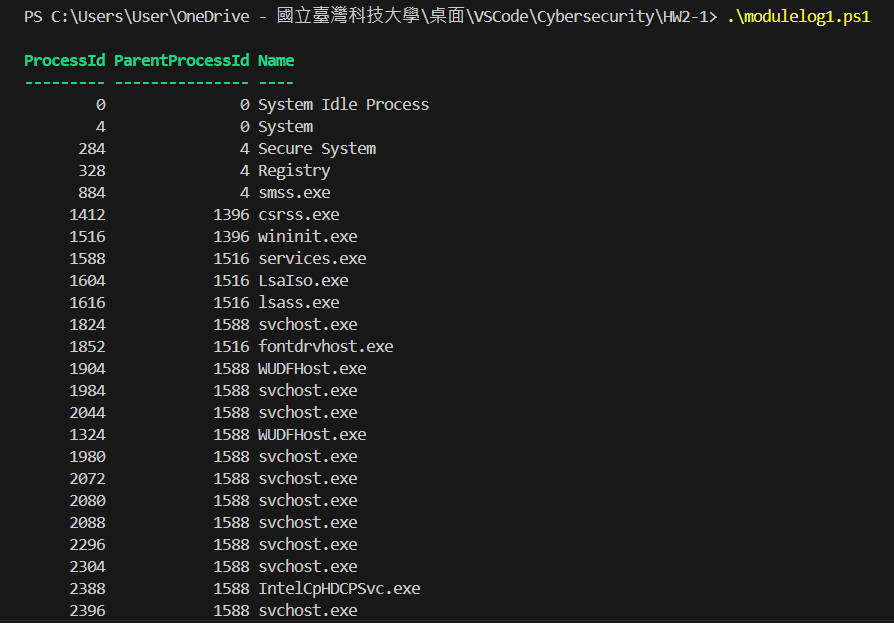 PS C:\Users\User\OneDrive - 國立臺灣科技大學\桌面\VSCode\Cybersecurity\HW2-1> .\modulelog1.ps1
ProcessId ParentProcessId Name
--------- --------------- ----
0 0 System Idle Process
4 0 System
284 4 Secure System
328 4 Registry
884 4 smss.exe
1412 1396 csrss.exe
1516 1396 wininit.exe
1588 1516 services.exe
1604 1516 LsaIso.exe
1616 1516 lsass.exe
1824 1588 svchost.exe
1852 1516 fontdrvhost.exe
1904 1588 WUDFHost.exe
1984 1588 svchost.exe
2044 1588 svchost.exe
1324 1588 WUDFHost.exe
1980 1588 svchost.exe
2072 1588 svchost.exe
2080 1588 svchost.exe
2088 1588 svchost.exe
2296 1588 svchost.exe
2304 1588 svchost.exe
2388 1588 IntelCpHDCPSvc.exe
2396 1588 svchost.exe